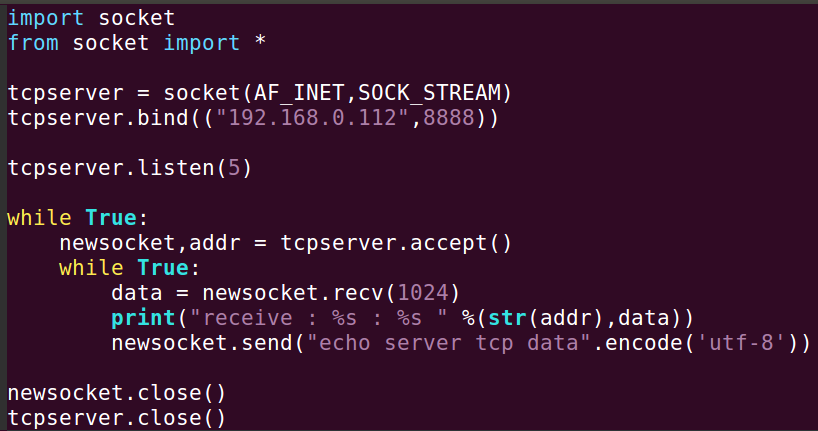 import socket
from socket import *
tcpserver = socket(AF_INET,SOCK_STREAM)
tcpserver.bind(("192.168.0.112",8888))
tcpserver.listen(5)
while True:
    newsocket,addr = tcpserver.accept()
    while True:
        data = newsocket.recv(1024)
        print("receive : %s : %s " %(str(addr),data))
        newsocket.send("echo server tcp data".encode('utf-8'))
newsocket.close()
tcpserver.close()